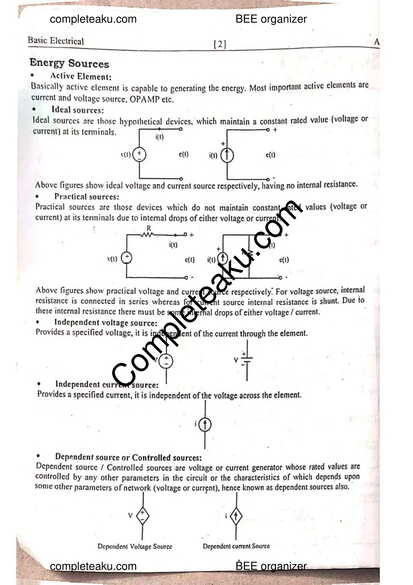 completeaku.com BEE organizer
Basic Electrical [2] A
Energy Sources
• Active Element:
Basically active element is capable to generating the energy. Most important active elements are
current and voltage source, OPAMP etc.
• Ideal sources:
Ideal sources are those hypothetical devices, which maintain a constant rated value (voltage or
current) at its terminals.
i(t) +
v(t) + e(t) i(t) e(t)
Above figures show ideal voltage and current source respectively, having no internal resistance.
• Practical sources:
Practical sources are those devices which do not maintain constant rated values (voltage or
current) at its terminals due to internal drops of either voltage or current.
R + +
i(t)
v(t) e(t) i(t) e(t)
- -
Above figures show practical voltage and current source respectively. For voltage source, internal
resistance is connected in series whereas for current source internal resistance is shunt. Due to
these internal resistance there must be some internal drops of either voltage / current.
• Independent voltage source:
Provides a specified voltage, it is independent of the current through the element.
V
• Independent current source:
Provides a specified current, it is independent of the voltage across the element.
i
• Dependent source or Controlled sources:
Dependent source / Controlled sources are voltage or current generator whose rated values are
controlled by any other parameters in the circuit or the characteristics of which depends upon
some other parameters of network (voltage or current), hence known as dependent sources also.
V i
Dependent Voltage Source Dependent current Source
Completeaku.com
completeaku.com BEE organizer